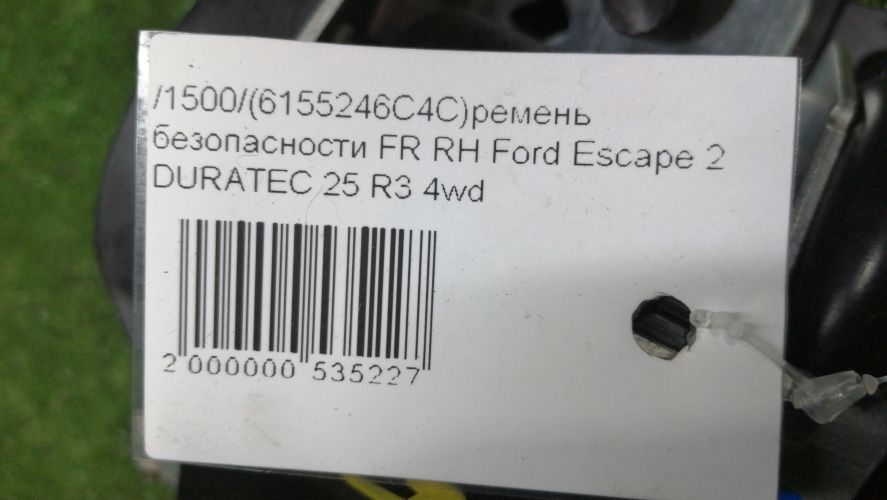 /1500/(6155246C4C)ремень
безопасности FR RH Ford Escape 2
DURATEC 25 R3 4wd
2 000000 535227